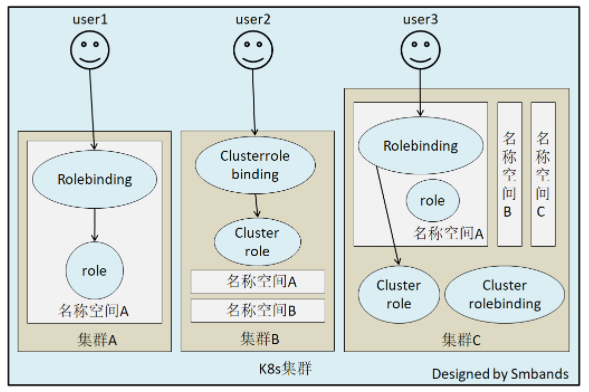 user1
user2
user3
Rolebinding
role
名称空间A
集群A
Clusterrole
binding
Cluster
role
名称空间A
名称空间B
集群B
Rolebinding
role
名称空间A
名称空间B
名称空间C
Cluster
role
Cluster
rolebinding
集群C
K8s集群
Designed by Smbands